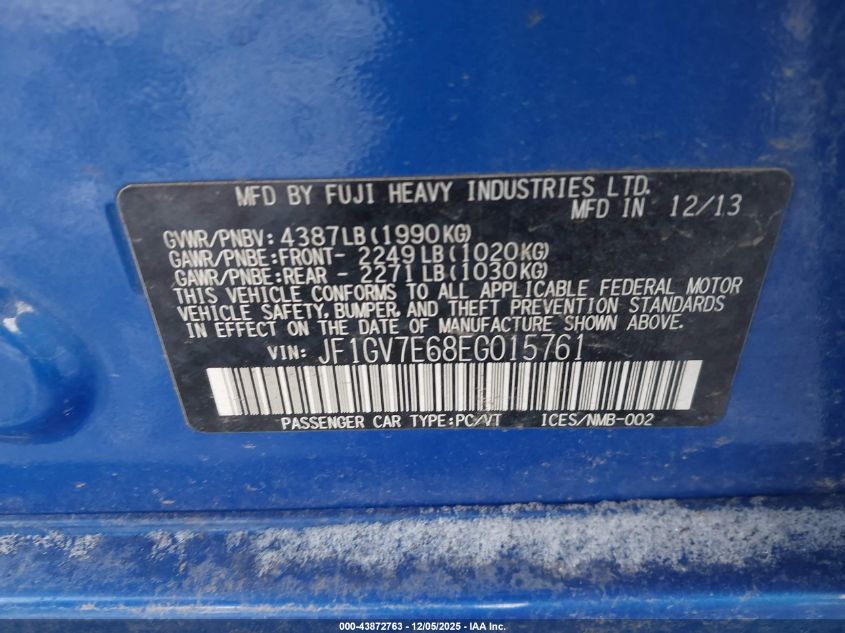 MFD BY FUJI HEAVY INDUSTRIES LTD.
MFD IN 12/13
GVWR/PNBV: 4387LB(1990KG)
GAWR/PNBE:FRONT- 2249LB(1020KG)
GAWR/PNBE:REAR - 2271LB(1030KG)
THIS VEHICLE CONFORMS TO ALL APPLICABLE FEDERAL MOTOR
VEHICLE SAFETY, BUMPER, AND THEFT PREVENTION STANDARDS
IN EFFECT ON THE DATE OF MANUFACTURE SHOWN ABOVE.
VIN: JF1GV7E68EG015761
PASSENGER CAR TYPE:PC/VT ICES/NMB-002
000-43872763 - 12/05/2025 - IAA Inc.